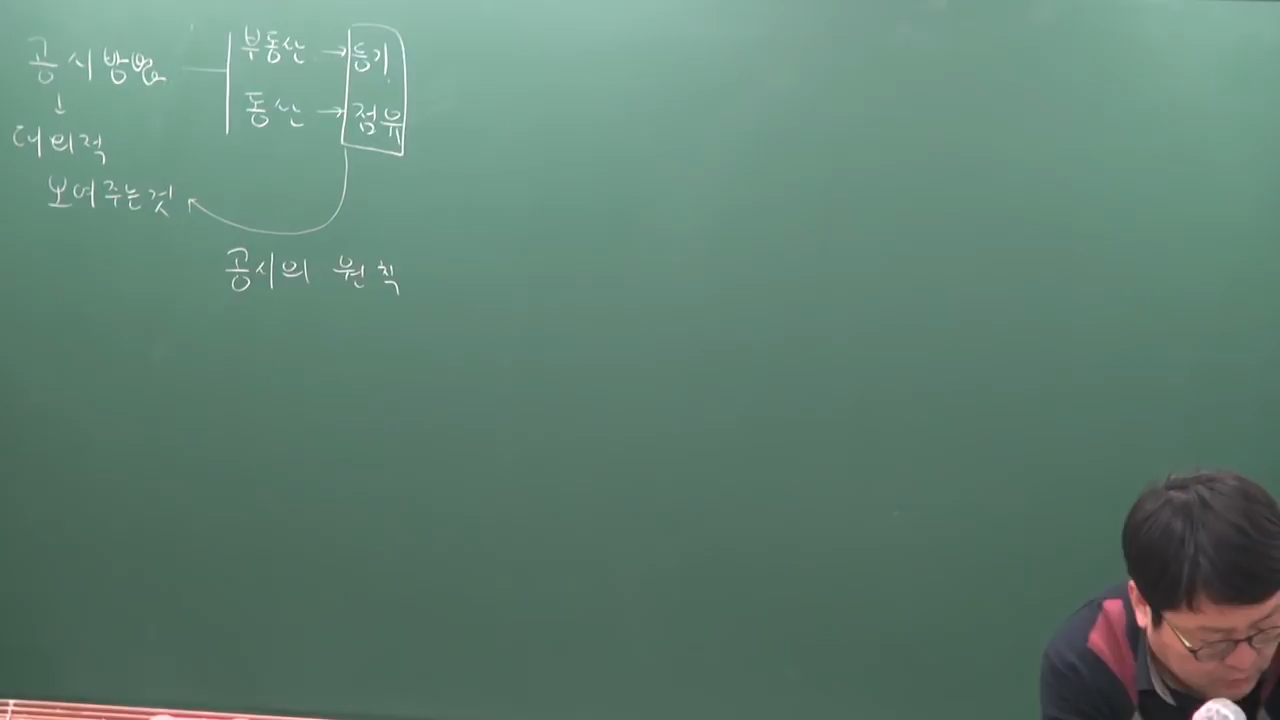 공시방법
부동산 → 등기
동산 → 점유
↓
대외적
보여주는것
공시의 원칙